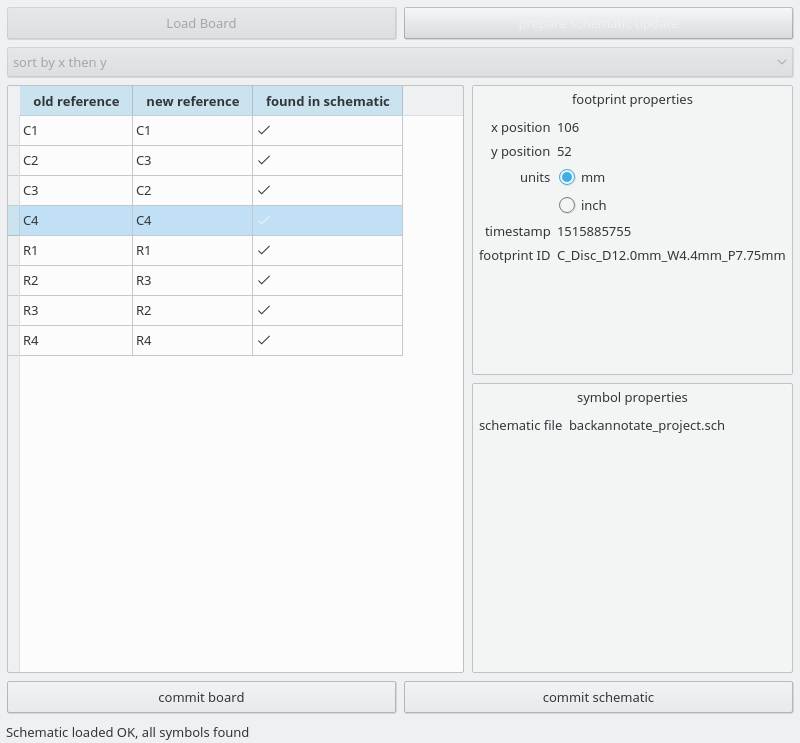 Load Board
prepare schematic update
sort by x then y
old reference new reference found in schematic
C1 C1
C2 C3
C3 C2
C4 C4
R1 R1
R2 R3
R3 R2
R4 R4
footprint properties
x position 106
y position 52
units mm
inch
timestamp 1515885755
footprint ID C_Disc_D12.0mm_W4.4mm_P7.75mm
symbol properties
schematic file backannotate_project.sch
commit board
commit schematic
Schematic loaded OK, all symbols found